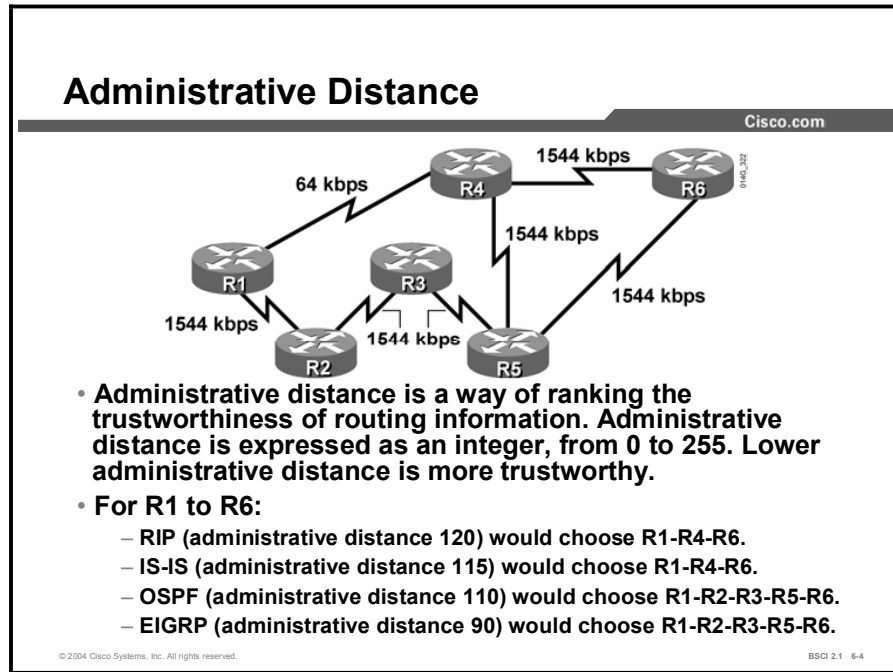 Administrative Distance
Cisco.com
1544 kbps
014G_322
64 kbps
R4
R6
1544 kbps
R1
R3
1544 kbps
1544 kbps
1544 kbps
R2
R5
• Administrative distance is a way of ranking the
trustworthiness of routing information. Administrative
distance is expressed as an integer, from 0 to 255. Lower
administrative distance is more trustworthy.
• For R1 to R6:
– RIP (administrative distance 120) would choose R1-R4-R6.
– IS-IS (administrative distance 115) would choose R1-R4-R6.
– OSPF (administrative distance 110) would choose R1-R2-R3-R5-R6.
– EIGRP (administrative distance 90) would choose R1-R2-R3-R5-R6.
© 2004 Cisco Systems, Inc. All rights reserved.
BSCI 2.1 6-4